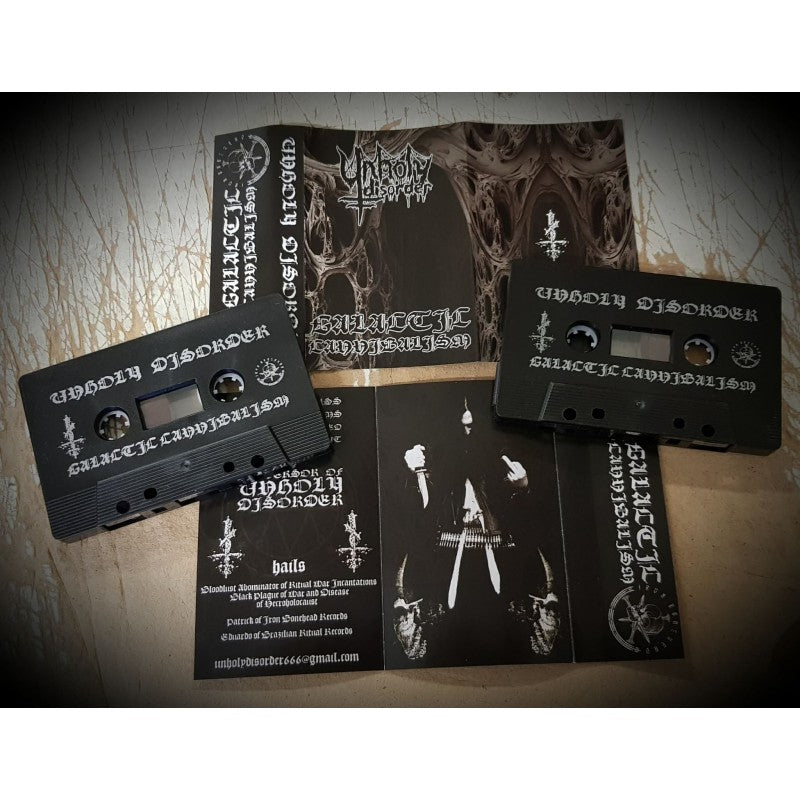 GALACTIC
CANNIBALISM
UNHOLY DISORDER
Unholy
disorder
GALACTIC
CANNIBALISM
UNHOLY DISORDER
GALACTIC CANNIBALISM
UNHOLY DISORDER
GALACTIC CANNIBALISM
OF
UNHOLY
DISORDER
hails
Bloodlust Abominator of Ritual War Incantations
Black Plague of War and Disease
of Necroholocaust
Patrick of Iron Bonehead Records
Eduardo of Brazilian Ritual Records
unholydisorder666@gmail.com
GALACTIC
CANNIBALISM